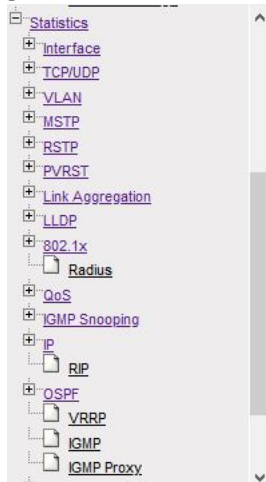 Statistics
Interface
TCP/UDP
VLAN
MSTP
RSTP
PVRST
Link Aggregation
LLDP
802.1x
Radius
QoS
IGMP Snooping
IP
RIP
OSPF
VRRP
IGMP
IGMP Proxy